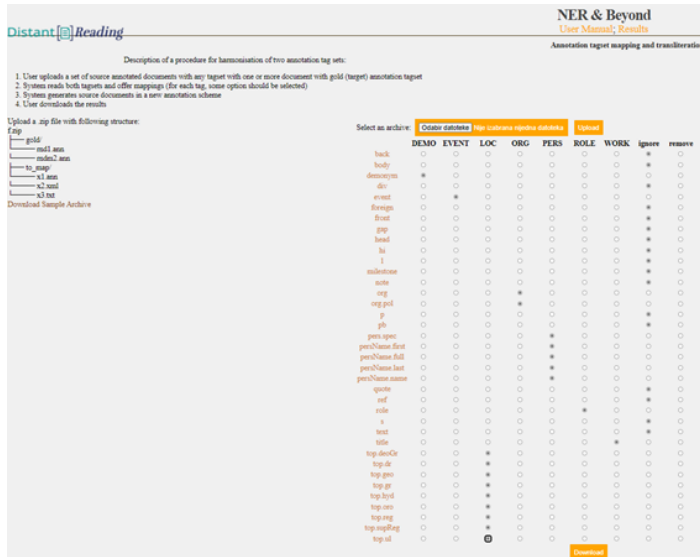 Distant Reading
NER & Beyond
User Manual; Results
Annotation tagset mapping and transliteratio
Description of a procedure for harmonisation of two annotation tag sets:
1. User uploads a set of source annotated documents with any tagset with one or more document with gold (target) annotation tagset
2. System reads both tagsets and offer mappings (for each tag, some option should be selected)
3. System generates source documents in a new annotation scheme
4. User downloads the results
Upload a .zip file with following structure:
f.zip
gold/
md1.ann
mdm2.ann
to_map/
x1.ann
x2.xml
x3.txt
Download Sample Archive
Select an archive: Odabir datoteke Nije izabrana nijedna datoteka Upload
DEMO EVENT LOC ORG PERS ROLE WORK ignore remove
back
body
demonym
div
event
foreign
front
gap
head
hi
l
milestone
note
org
org.pol
p
pb
pers.spec
persName.first
persName.full
persName.last
persName.name
quote
ref
role
s
text
title
top.deoGr
top.dr
top.geo
top.gr
top.hyd
top.oro
top.reg
top.supReg
top.ul
Download